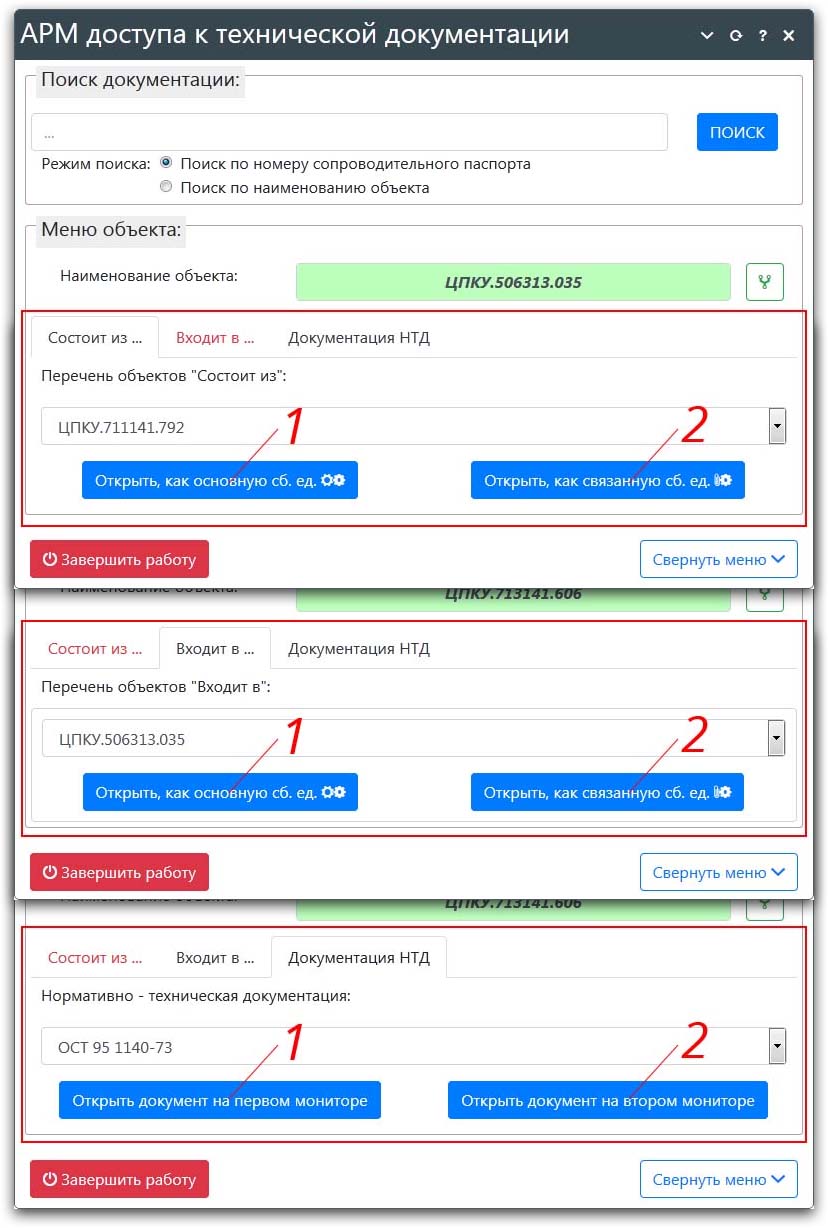 АРМ доступа к технической документации ?
Поиск документации:
...
ПОИСК
Режим поиска: Поиск по номеру сопроводительного паспорта
Поиск по наименованию объекта
Меню объекта:
Наименование объекта: ЦПКУ.506313.035
Состоит из ... Входит в ... Документация НТД
Перечень объектов "Состоит из":
1 2
ЦПКУ.711141.792
Открыть, как основную сб. ед. Открыть, как связанную сб. ед.
Завершить работу Свернуть меню
Наименование объекта: ЦПКУ.713141.606
Состоит из ... Входит в ... Документация НТД
Перечень объектов "Входит в":
1 2
ЦПКУ.506313.035
Открыть, как основную сб. ед. Открыть, как связанную сб. ед.
Завершить работу Свернуть меню
Наименование объекта: ЦПКУ.713141.606
Состоит из ... Входит в ... Документация НТД
Нормативно - техническая документация:
1 2
ОСТ 95 1140-73
Открыть документ на первом мониторе Открыть документ на втором мониторе
Завершить работу Свернуть меню